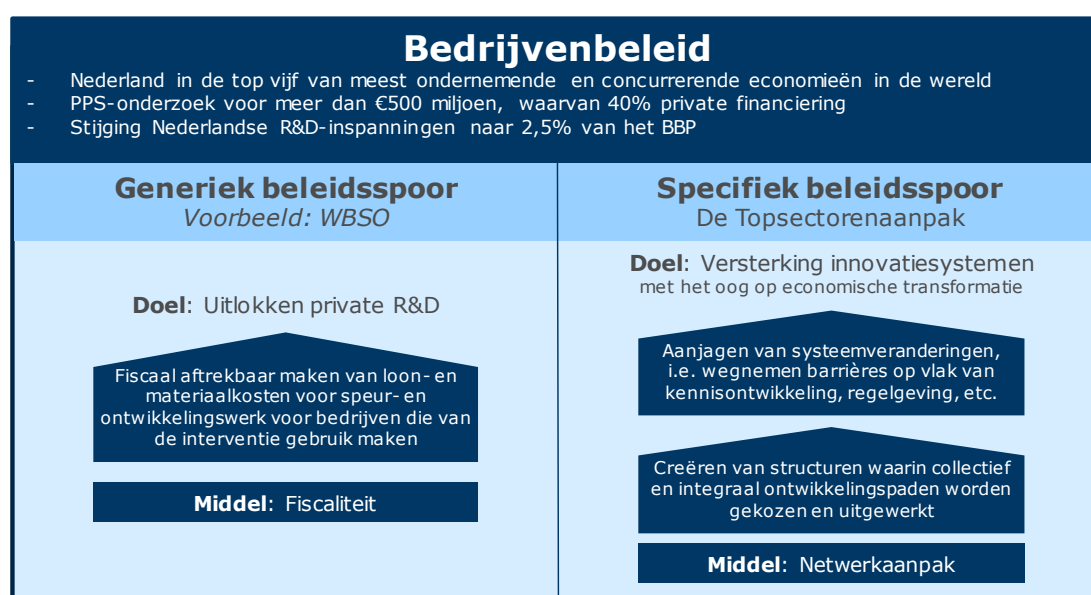 Bedrijvenbeleid
- Nederland in de top vijf van meest ondernemende en concurrerende economieën in de wereld
- PPS-onderzoek voor meer dan €500 miljoen, waarvan 40% private financiering
- Stijging Nederlandse R&D-inspanningen naar 2,5% van het BBP
Generiek beleidsspoor
Voorbeeld: WBSO
Doel: Uitlokken private R&D
Fiscaal aftrekbaar maken van loon- en
materiaalkosten voor speur- en
ontwikkelingswerk voor bedrijven die van
de interventie gebruik maken
Middel: Fiscaliteit
Specifiek beleidsspoor
De Topsectorenaanpak
Doel: Versterking innovatiesystemen
met het oog op economische transformatie
Aanjagen van systeemveranderingen,
i.e. wegnemen barrières op vlak van
kennisontwikkeling, regelgeving, etc.
Creëren van structuren waarin collectief
en integraal ontwikkelingspaden worden
gekozen en uitgewerkt
Middel: Netwerkaanpak